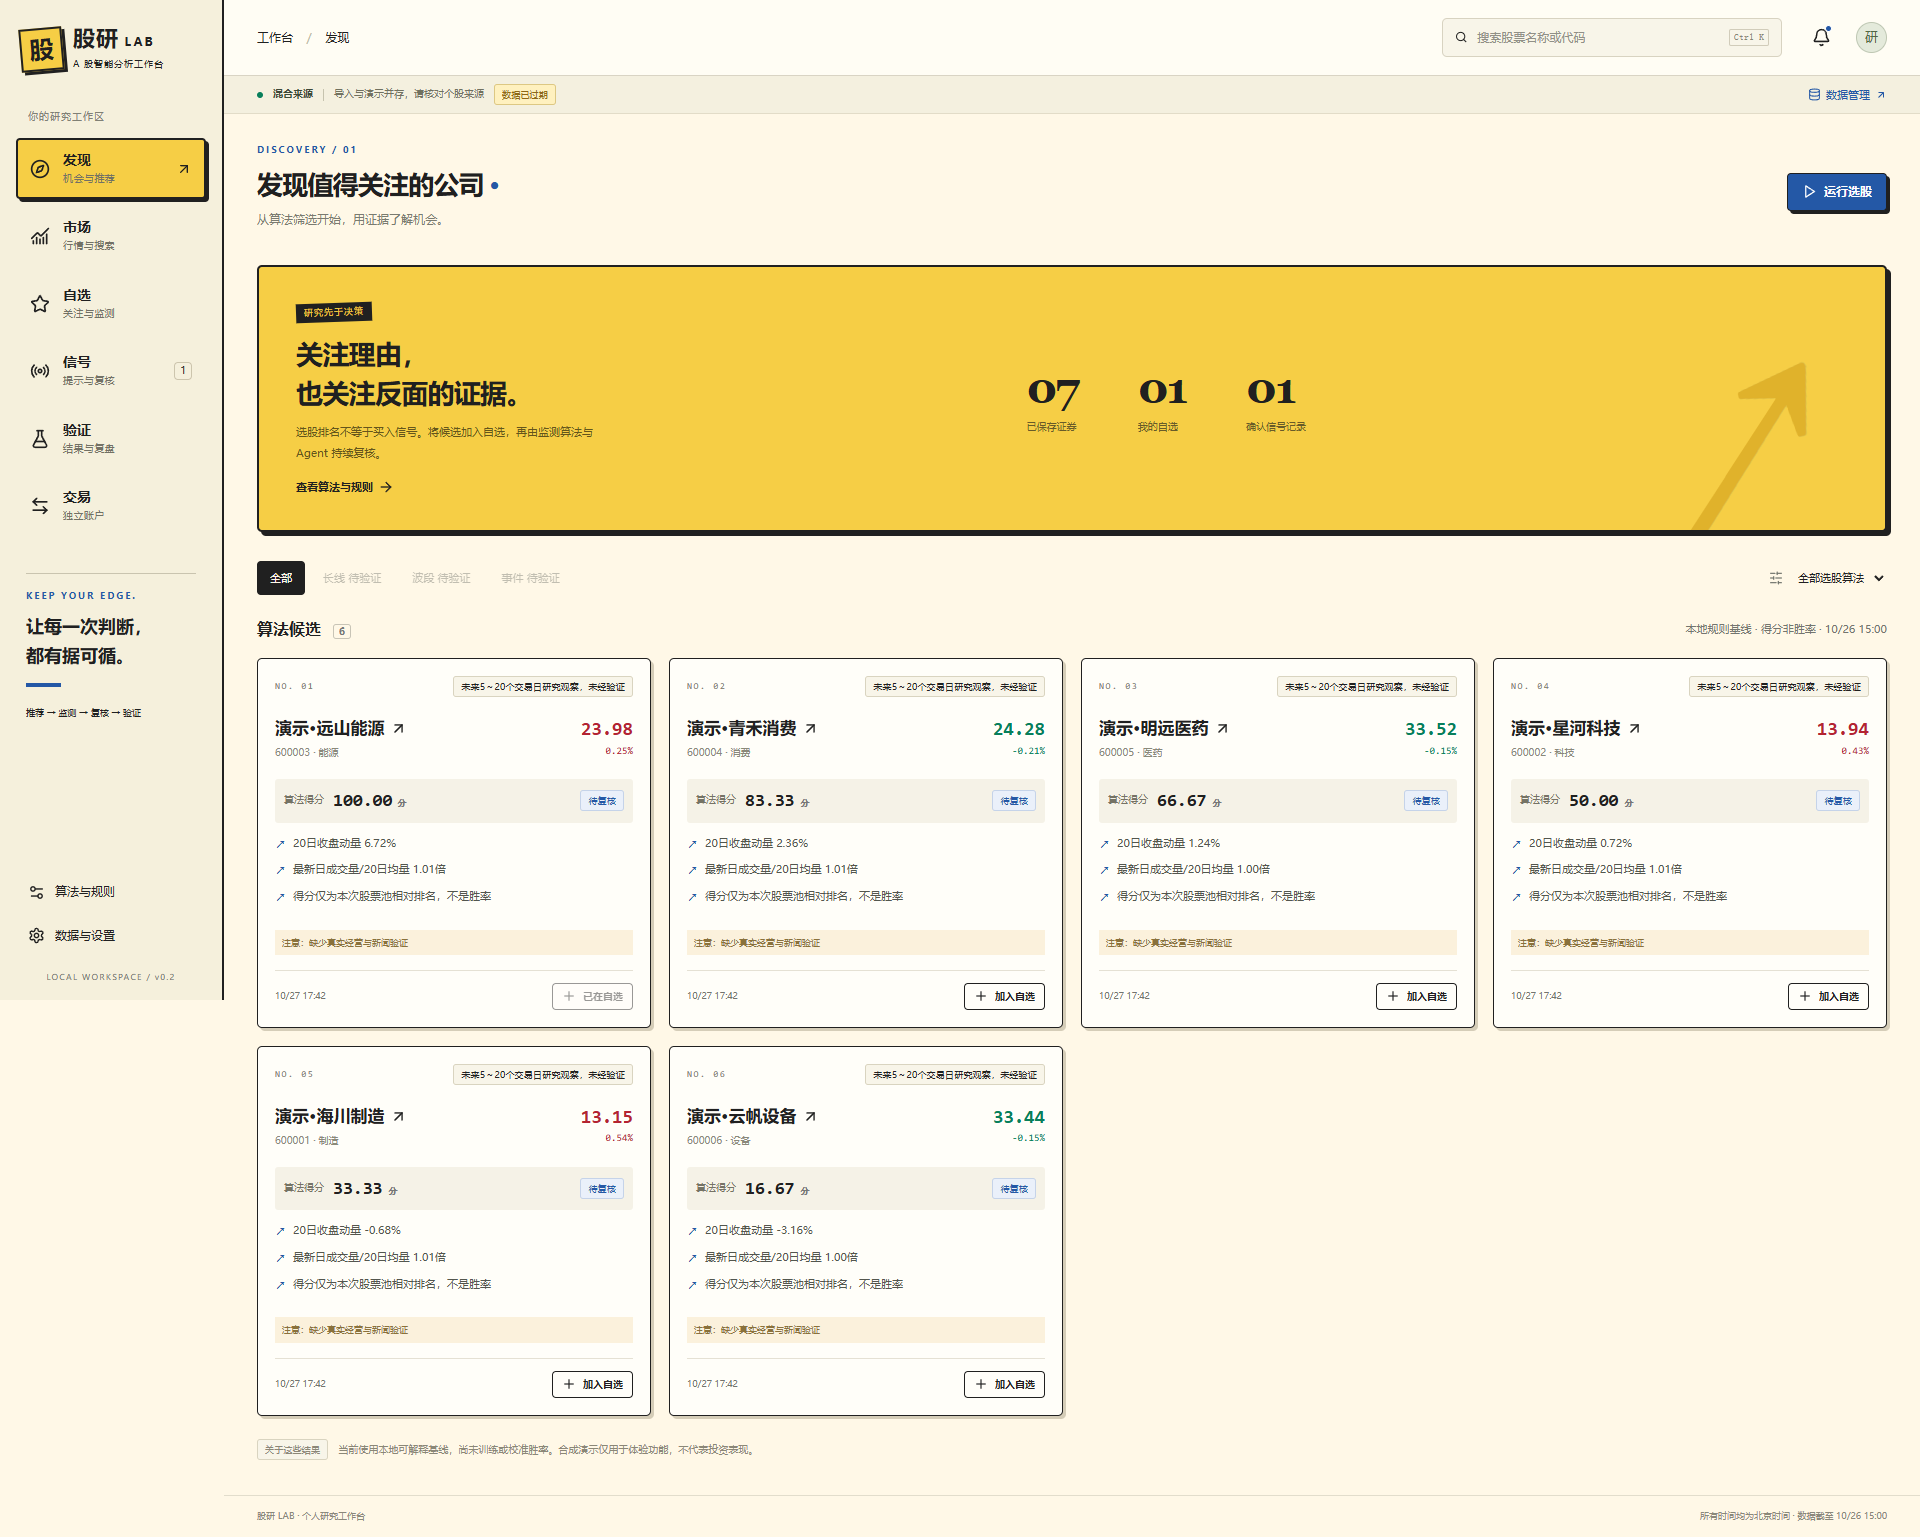 股
股研 LAB
A 股智能分析工作台
你的研究工作区
发现
机会与推荐
市场
行情与搜索
自选
关注与监测
信号
提示与复核
1
验证
结果与复盘
交易
独立账户
KEEP YOUR EDGE.
让每一次判断，
都有据可循。
推荐 → 监测 → 复核 → 验证
算法与规则
数据与设置
LOCAL WORKSPACE / v0.2
工作台 / 发现
搜索股票名称或代码
Ctrl K
研
混合来源
导入与演示并存，请核对个股来源
数据已过期
数据管理
DISCOVERY / 01
发现值得关注的公司
从算法筛选开始，用证据了解机会。
运行选股
研究先于决策
关注理由，
也关注反面的证据。
选股排名不等于买入信号。将候选加入自选，再由监测算法与
Agent 持续复核。
查看算法与规则 →
07
已保存证券
01
我的自选
01
确认信号记录
全部
长线 待验证
波段 待验证
事件 待验证
全部选股算法
算法候选 6
本地规则基线 · 得分非胜率 · 10/26 15:00
NO. 01
未来5~20个交易日研究观察，未经验证
演示·远山能源
23.98
600003 · 能源
0.25%
算法得分 100.00 分
待复核
20日收盘动量 6.72%
最新日成交量/20日均量 1.01倍
得分仅为本次股票池相对排名，不是胜率
注意：缺少真实经营与新闻验证
10/27 17:42
已在自选
NO. 02
未来5~20个交易日研究观察，未经验证
演示·青禾消费
24.28
600004 · 消费
-0.21%
算法得分 83.33 分
待复核
20日收盘动量 2.36%
最新日成交量/20日均量 1.01倍
得分仅为本次股票池相对排名，不是胜率
注意：缺少真实经营与新闻验证
10/27 17:42
加入自选
NO. 03
未来5~20个交易日研究观察，未经验证
演示·明远医药
33.52
600005 · 医药
-0.15%
算法得分 66.67 分
待复核
20日收盘动量 1.24%
最新日成交量/20日均量 1.00倍
得分仅为本次股票池相对排名，不是胜率
注意：缺少真实经营与新闻验证
10/27 17:42
加入自选
NO. 04
未来5~20个交易日研究观察，未经验证
演示·星河科技
13.94
600002 · 科技
0.43%
算法得分 50.00 分
待复核
20日收盘动量 0.72%
最新日成交量/20日均量 1.01倍
得分仅为本次股票池相对排名，不是胜率
注意：缺少真实经营与新闻验证
10/27 17:42
加入自选
NO. 05
未来5~20个交易日研究观察，未经验证
演示·海川制造
13.15
600001 · 制造
0.54%
算法得分 33.33 分
待复核
20日收盘动量 -0.68%
最新日成交量/20日均量 1.01倍
得分仅为本次股票池相对排名，不是胜率
注意：缺少真实经营与新闻验证
10/27 17:42
加入自选
NO. 06
未来5~20个交易日研究观察，未经验证
演示·云帆设备
33.44
600006 · 设备
-0.15%
算法得分 16.67 分
待复核
20日收盘动量 -3.16%
最新日成交量/20日均量 1.00倍
得分仅为本次股票池相对排名，不是胜率
注意：缺少真实经营与新闻验证
10/27 17:42
加入自选
关于这些结果
当前使用本地可解释基线，尚未训练或校准胜率。合成演示仅用于体验功能，不代表投资表现。
股研 LAB · 个人研究工作台
所有时间均为北京时间 · 数据截至 10/26 15:00